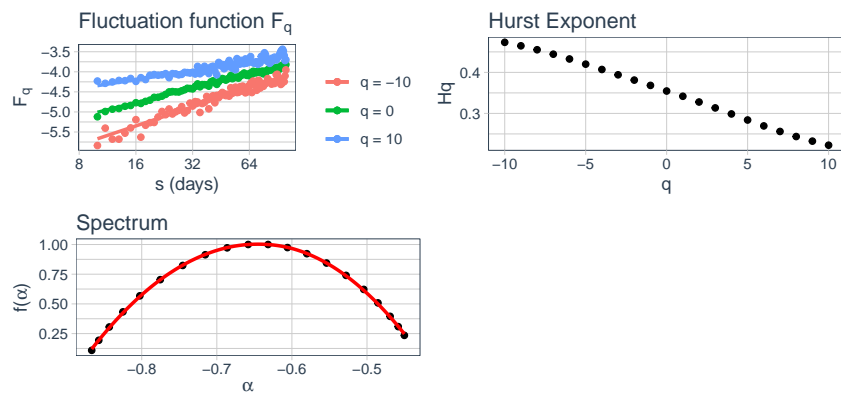 Fluctuation function Fq
−3.5
−4.0
−4.5
−5.0
−5.5
Fq
8 16 32 64
s (days)
q = −10
q = 0
q = 10
Hurst Exponent
0.4
0.3
Hq
−10 −5 0 5 10
q
Spectrum
1.00
0.75
0.50
0.25
f(α)
−0.8 −0.7 −0.6 −0.5
α